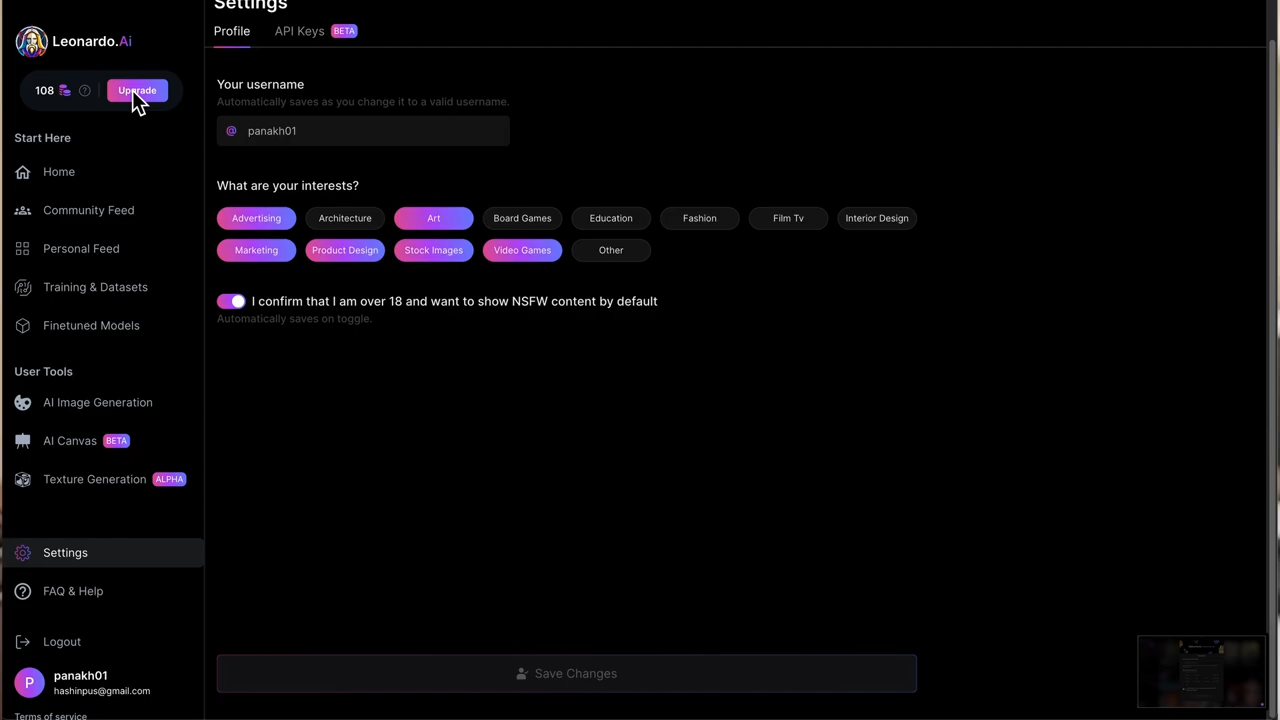 Settings
Leonardo.Ai
Profile
API Keys BETA
108 Upgrade
Your username
Automatically saves as you change it to a valid username.
@ panakh01
Start Here
Home
Community Feed
Personal Feed
Training & Datasets
Finetuned Models
What are your interests?
Advertising Architecture Art Board Games Education Fashion Film Tv Interior Design
Marketing Product Design Stock Images Video Games Other
I confirm that I am over 18 and want to show NSFW content by default
Automatically saves on toggle.
User Tools
AI Image Generation
AI Canvas BETA
Texture Generation ALPHA
Settings
FAQ & Help
Logout
P
panakh01
hashinpus@gmail.com
Terms of service
Save Changes